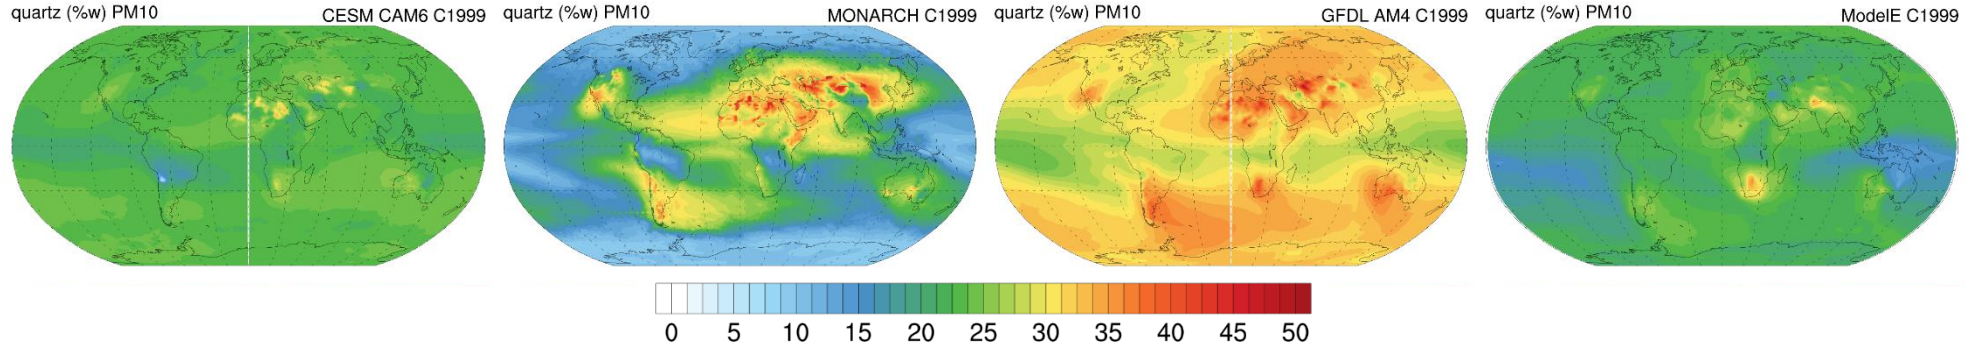 quartz (%w) PM10 CESM CAM6 C1999
quartz (%w) PM10 MONARCH C1999
quartz (%w) PM10 GFDL AM4 C1999
quartz (%w) PM10 ModelE C1999
0 5 10 15 20 25 30 35 40 45 50